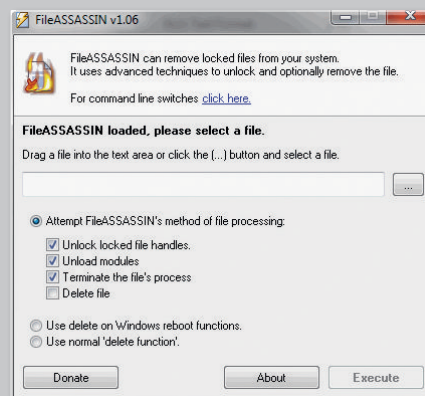 FileASSASSIN v1.06
FileASSASSIN can remove locked files from your system.
It uses advanced techniques to unlock and optionally remove the file.
For command line switches click here.
FileASSASSIN loaded, please select a file.
Drag a file into the text area or click the (...) button and select a file.
...
Attempt FileASSASSIN's method of file processing:
Unlock locked file handles.
Unload modules
Terminate the file's process
Delete file
Use delete on Windows reboot functions.
Use normal 'delete function'.
Donate About Execute